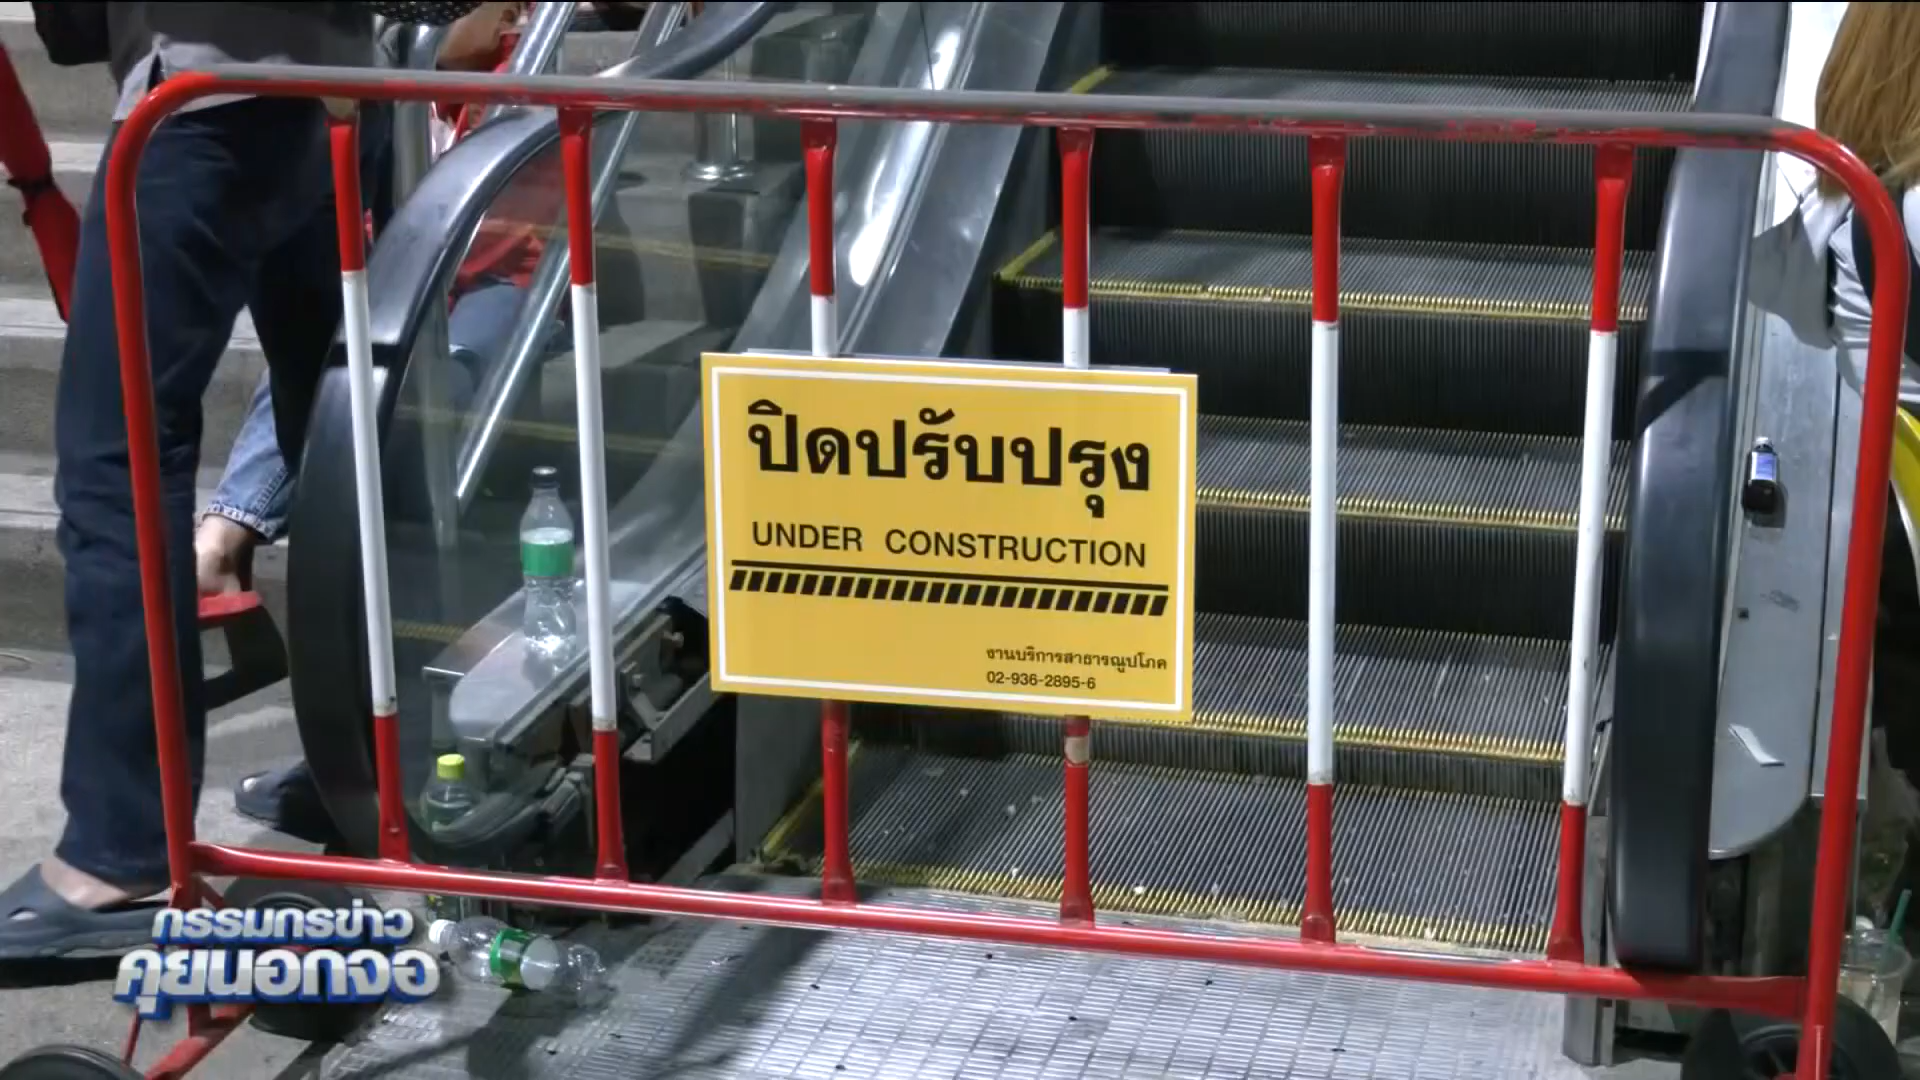 ปิดปรับปรุง
UNDER CONSTRUCTION
งานบริการสาธารณูปโภค
02-936-2895-6
กรรมกรข่าว
คุยนอกจอ